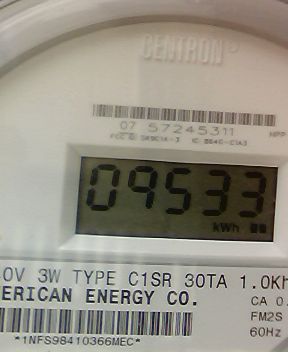 CENTRON
07 57245311
09533
kWh
0V 3W TYPE C1SR 30TA 1.0Kh
ERICAN ENERGY CO.
CA 0.
FM2S
60Hz
*1NFS98410366MEC*